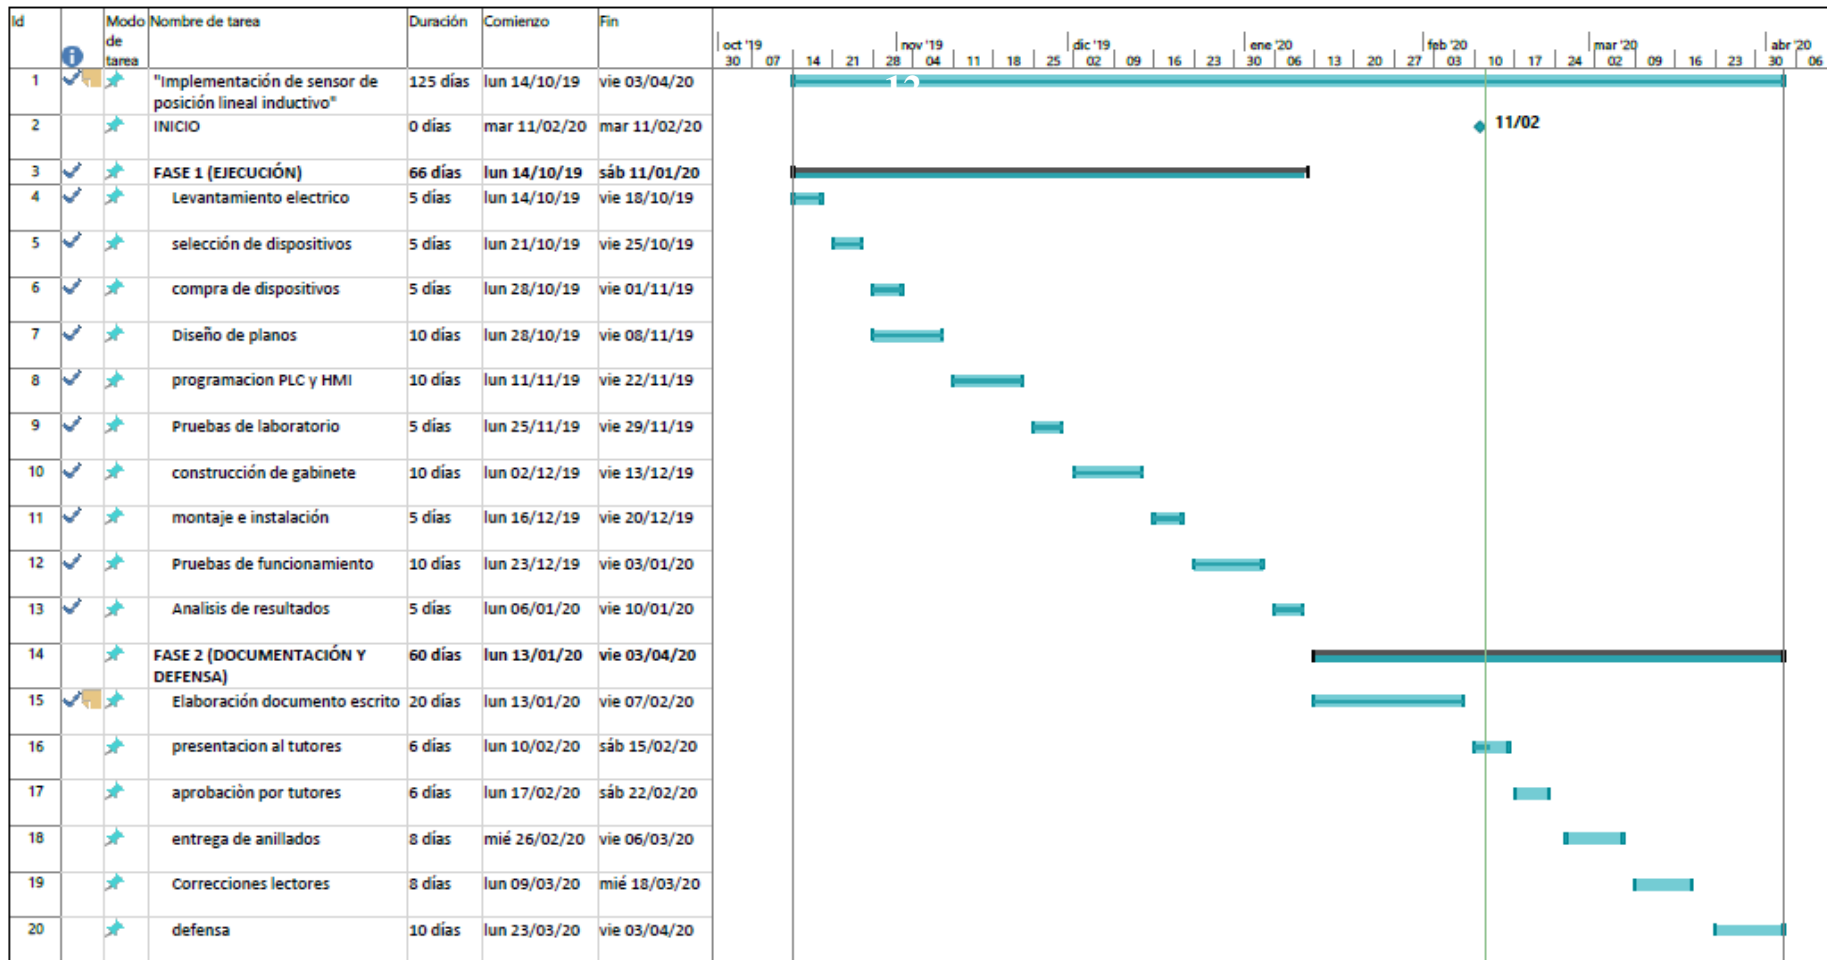 Id Modo de tarea Nombre de tarea Duración Comienzo Fin
oct '19 nov '19 dic '19 ene '20 feb '20 mar '20 abr '20
30 07 14 21 28 04 11 18 25 02 09 16 23 30 06 13 20 27 03 10 17 24 02 09 16 23 30 06
1 "Implementación de sensor de posición lineal inductivo" 125 días lun 14/10/19 vie 03/04/20
12
2 INICIO 0 días mar 11/02/20 mar 11/02/20 11/02
3 FASE 1 (EJECUCIÓN) 66 días lun 14/10/19 sáb 11/01/20
4 Levantamiento electrico 5 días lun 14/10/19 vie 18/10/19
5 selección de dispositivos 5 días lun 21/10/19 vie 25/10/19
6 compra de dispositivos 5 días lun 28/10/19 vie 01/11/19
7 Diseño de planos 10 días lun 28/10/19 vie 08/11/19
8 programacion PLC y HMI 10 días lun 11/11/19 vie 22/11/19
9 Pruebas de laboratorio 5 días lun 25/11/19 vie 29/11/19
10 construcción de gabinete 10 días lun 02/12/19 vie 13/12/19
11 montaje e instalación 5 días lun 16/12/19 vie 20/12/19
12 Pruebas de funcionamiento 10 días lun 23/12/19 vie 03/01/20
13 Analisis de resultados 5 días lun 06/01/20 vie 10/01/20
14 FASE 2 (DOCUMENTACIÓN Y DEFENSA) 60 días lun 13/01/20 vie 03/04/20
15 Elaboración documento escrito 20 días lun 13/01/20 vie 07/02/20
16 presentacion al tutores 6 días lun 10/02/20 sáb 15/02/20
17 aprobaciòn por tutores 6 días lun 17/02/20 sáb 22/02/20
18 entrega de anillados 8 días mié 26/02/20 vie 06/03/20
19 Correcciones lectores 8 días lun 09/03/20 mié 18/03/20
20 defensa 10 días lun 23/03/20 vie 03/04/20